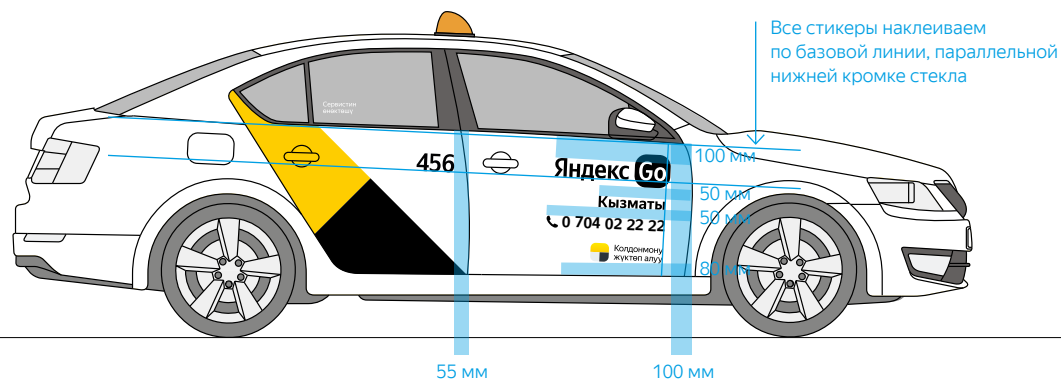 Все стикеры наклеиваем
по базовой линии, параллельной
нижней кромке стекла
Сервистин
өнөктөшү
456
Яндекс Go
100 мм
50 мм
Кызматы
50 мм
0 704 02 22 22
Колдонмону
жүктөп алуу
80 мм
55 мм
100 мм